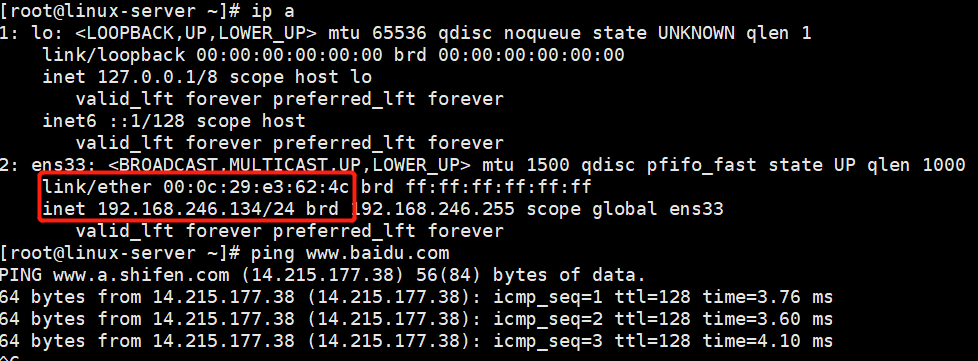 [root@linux-server ~]# ip a
1: lo: <LOOPBACK,UP,LOWER_UP> mtu 65536 qdisc noqueue state UNKNOWN qlen 1
    link/loopback 00:00:00:00:00:00 brd 00:00:00:00:00:00
    inet 127.0.0.1/8 scope host lo
       valid_lft forever preferred_lft forever
    inet6 ::1/128 scope host
       valid_lft forever preferred_lft forever
2: ens33: <BROADCAST,MULTICAST,UP,LOWER_UP> mtu 1500 qdisc pfifo_fast state UP qlen 1000
    link/ether 00:0c:29:e3:62:4c brd ff:ff:ff:ff:ff:ff
    inet 192.168.246.134/24 brd 192.168.246.255 scope global ens33
       valid_lft forever preferred_lft forever
[root@linux-server ~]# ping www.baidu.com
PING www.a.shifen.com (14.215.177.38) 56(84) bytes of data.
64 bytes from 14.215.177.38 (14.215.177.38): icmp_seq=1 ttl=128 time=3.76 ms
64 bytes from 14.215.177.38 (14.215.177.38): icmp_seq=2 ttl=128 time=3.60 ms
64 bytes from 14.215.177.38 (14.215.177.38): icmp_seq=3 ttl=128 time=4.10 ms